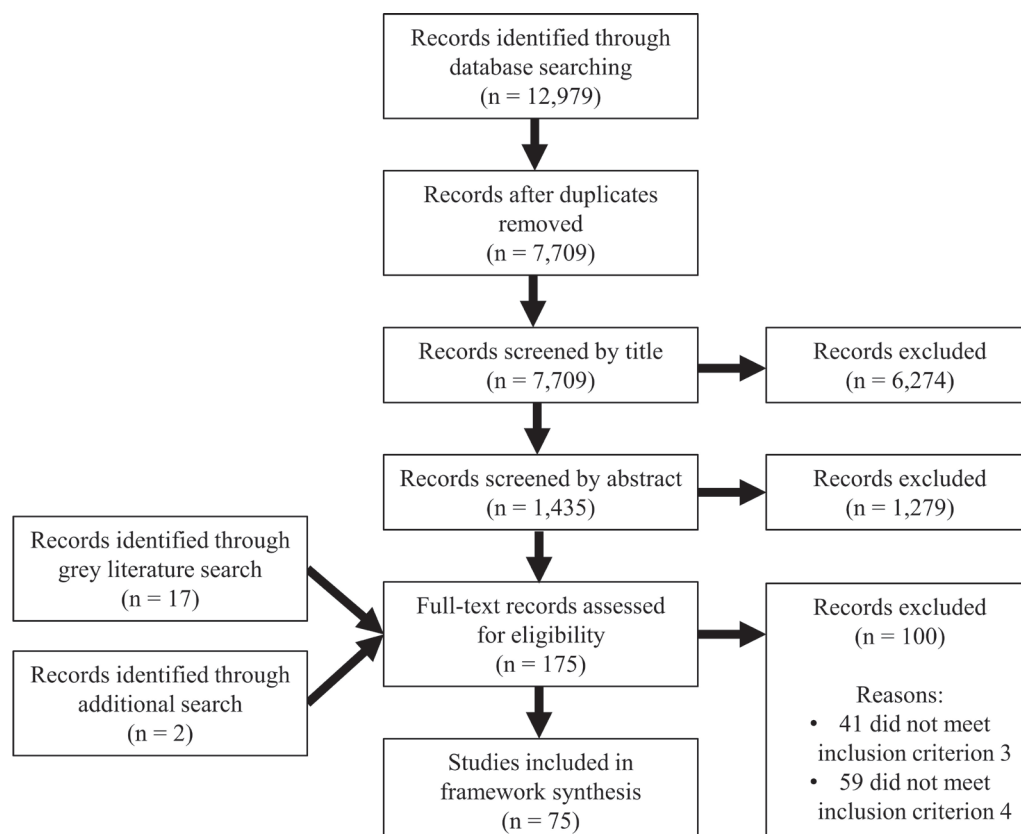 Records identified through
database searching
(n = 12,979)
Records after duplicates
removed
(n = 7,709)
Records screened by title
(n = 7,709)
Records excluded
(n = 6,274)
Records screened by abstract
(n = 1,435)
Records excluded
(n = 1,279)
Records identified through
grey literature search
(n = 17)
Records identified through
additional search
(n = 2)
Full-text records assessed
for eligibility
(n = 175)
Records excluded
(n = 100)
Reasons:
• 41 did not meet
inclusion criterion 3
• 59 did not meet
inclusion criterion 4
Studies included in
framework synthesis
(n = 75)